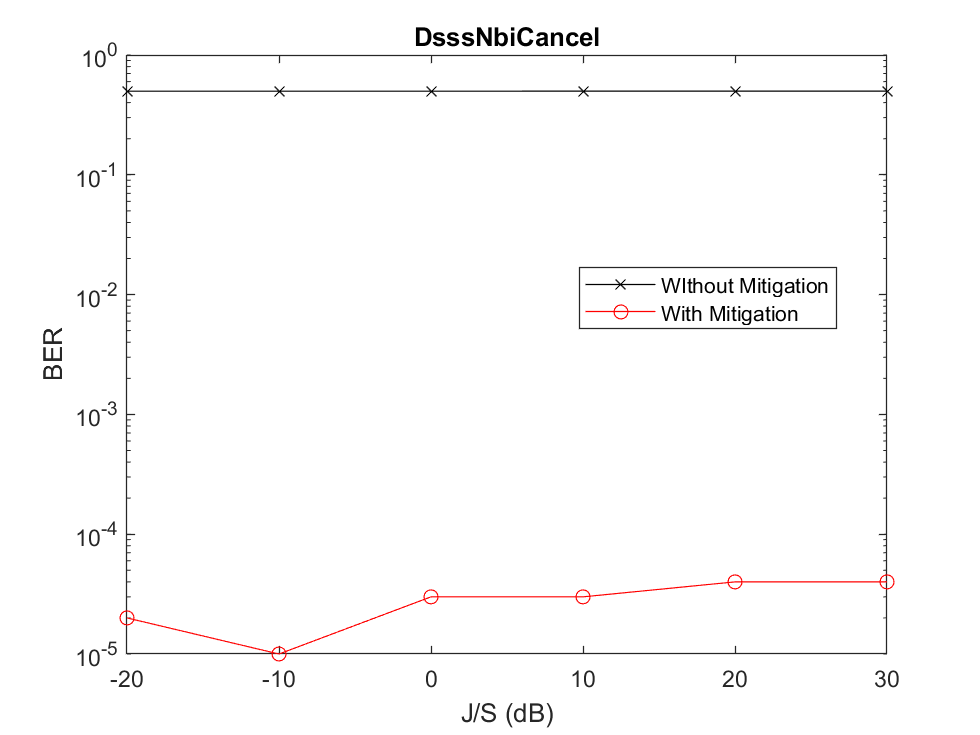 DsssNbiCancel
10^0
10^-1
10^-2
10^-3
10^-4
10^-5
BER
WIthout Mitigation
With Mitigation
-20 -10 0 10 20 30
J/S (dB)